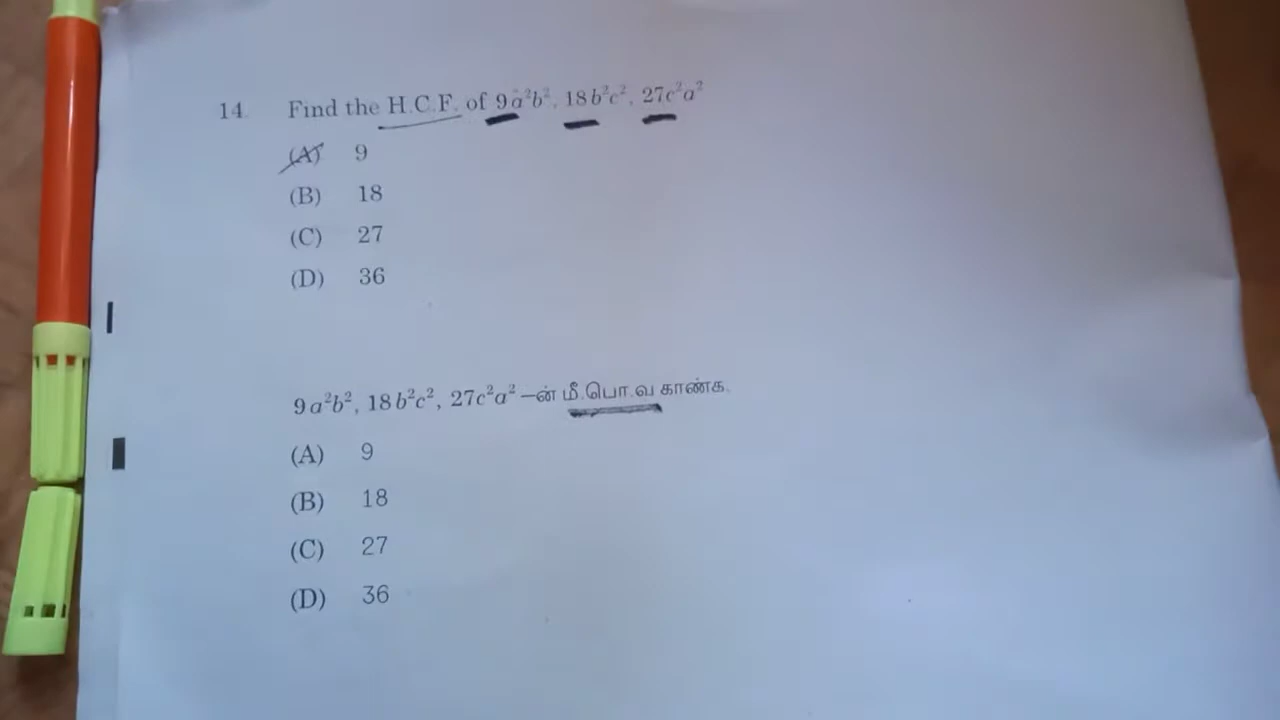 14. Find the H.C.F. of 9a²b², 18b²c², 27c²a²
(A) 9
(B) 18
(C) 27
(D) 36
9a²b², 18b²c², 27c²a² –ன் மீ.பொ.வ காண்க.
(A) 9
(B) 18
(C) 27
(D) 36